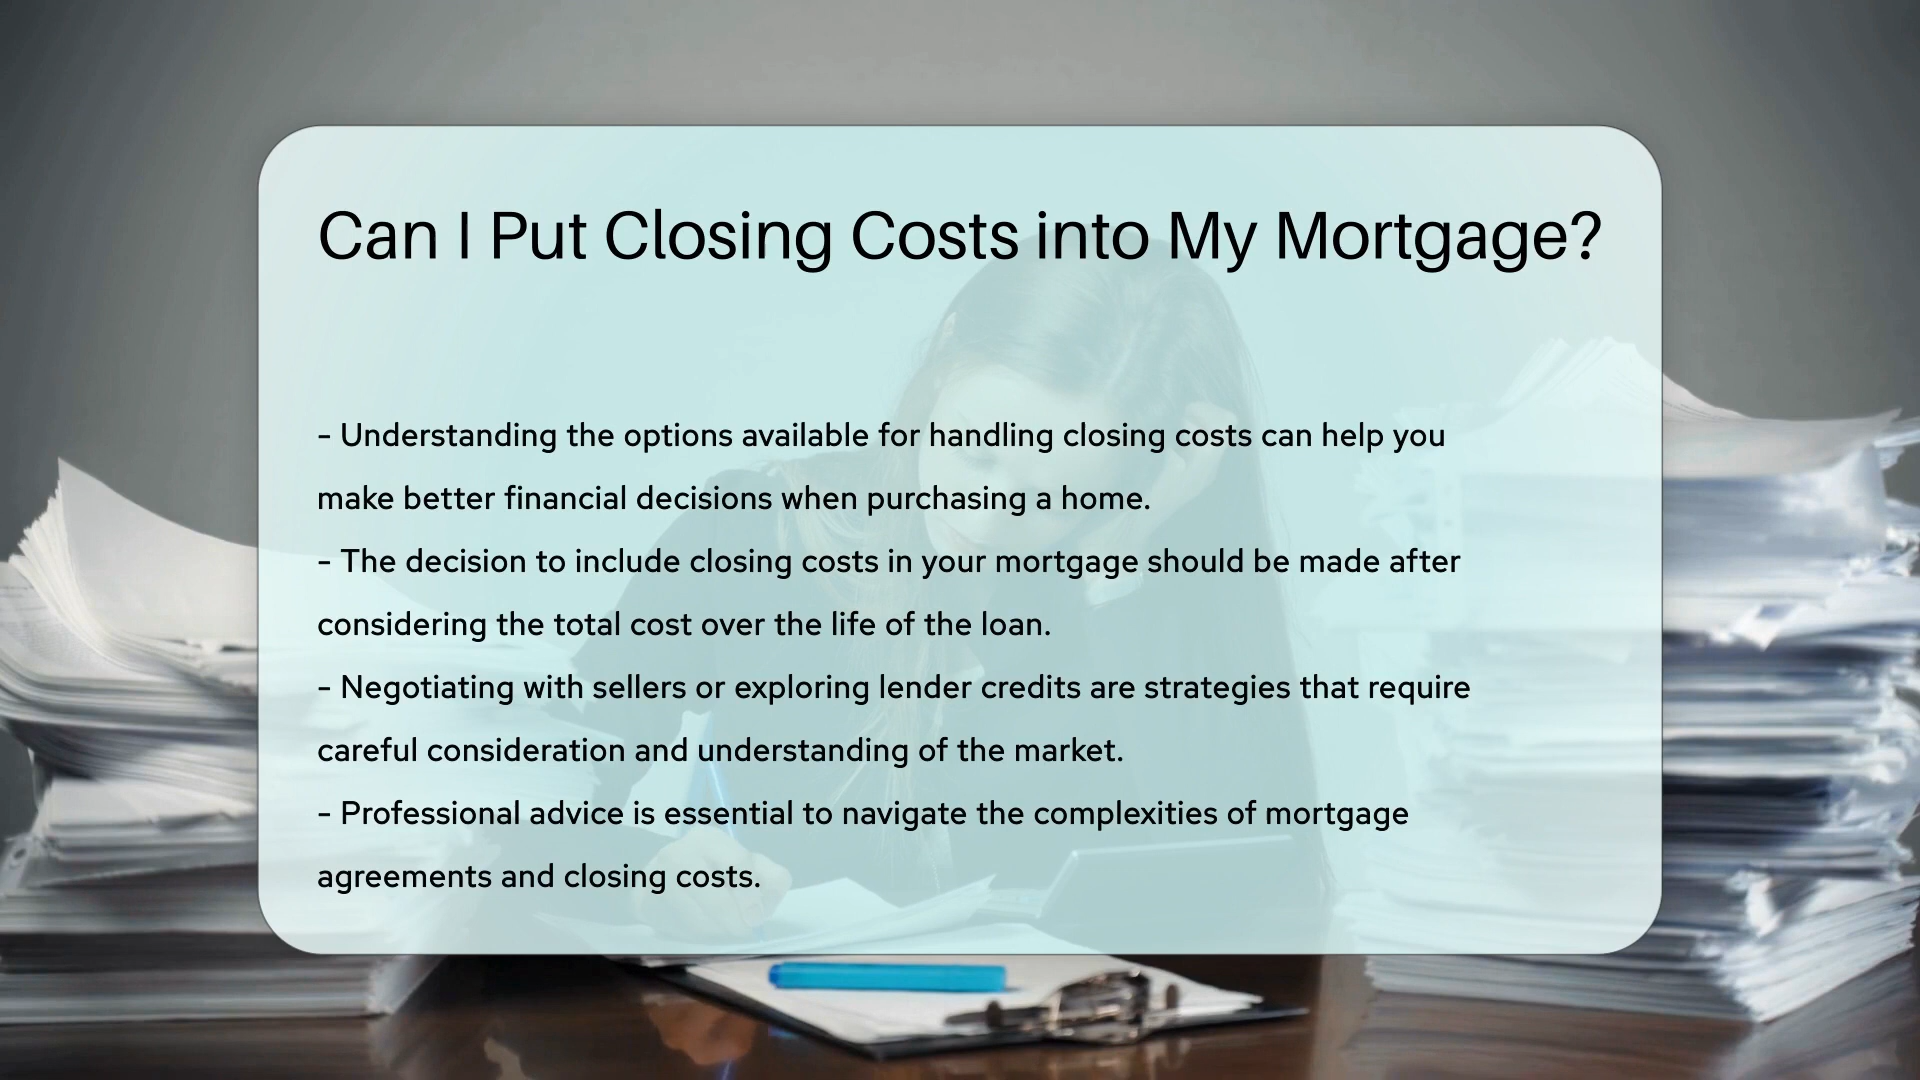 Can I Put Closing Costs into My Mortgage?
- Understanding the options available for handling closing costs can help you
make better financial decisions when purchasing a home.
- The decision to include closing costs in your mortgage should be made after
considering the total cost over the life of the loan.
- Negotiating with sellers or exploring lender credits are strategies that require
careful consideration and understanding of the market.
- Professional advice is essential to navigate the complexities of mortgage
agreements and closing costs.